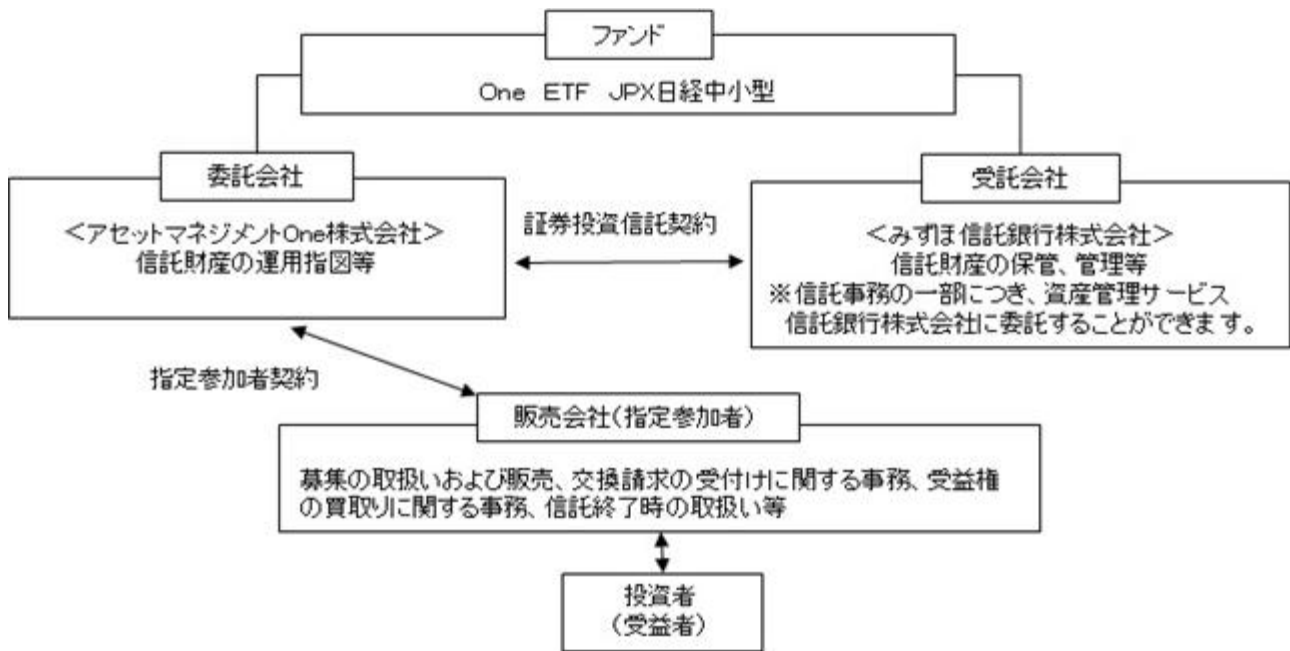 ファンド
One ETF JPX日経中小型
委託会社
<アセットマネジメントOne株式会社>
信託財産の運用指図等
証券投資信託契約
受託会社
<みずほ信託銀行株式会社>
信託財産の保管、管理等
※信託事務の一部につき、資産管理サービス
信託銀行株式会社に委託することができます。
指定参加者契約
販売会社(指定参加者)
募集の取扱いおよび販売、交換請求の受付けに関する事務、受益権
の買取りに関する事務、信託終了時の取扱い等
投資者
(受益者)